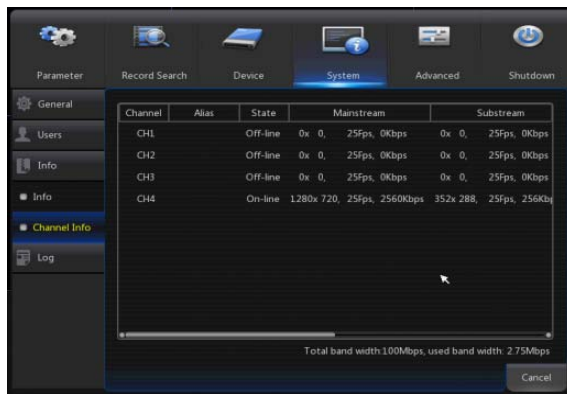 Parameter Record Search Device System Advanced Shutdown
General
Users
Info
Info
Channel Info
Log
Channel Alias State Mainstream Substream
CH1 Off-line 0x 0, 25Fps, 0Kbps 0x 0, 25Fps, 0Kbps
CH2 Off-line 0x 0, 25Fps, 0Kbps 0x 0, 25Fps, 0Kbps
CH3 Off-line 0x 0, 25Fps, 0Kbps 0x 0, 25Fps, 0Kbps
CH4 On-line 1280x 720, 25Fps, 2560Kbps 352x 288, 25Fps, 256Kb
Total band width:100Mbps, used band width: 2.75Mbps
Cancel